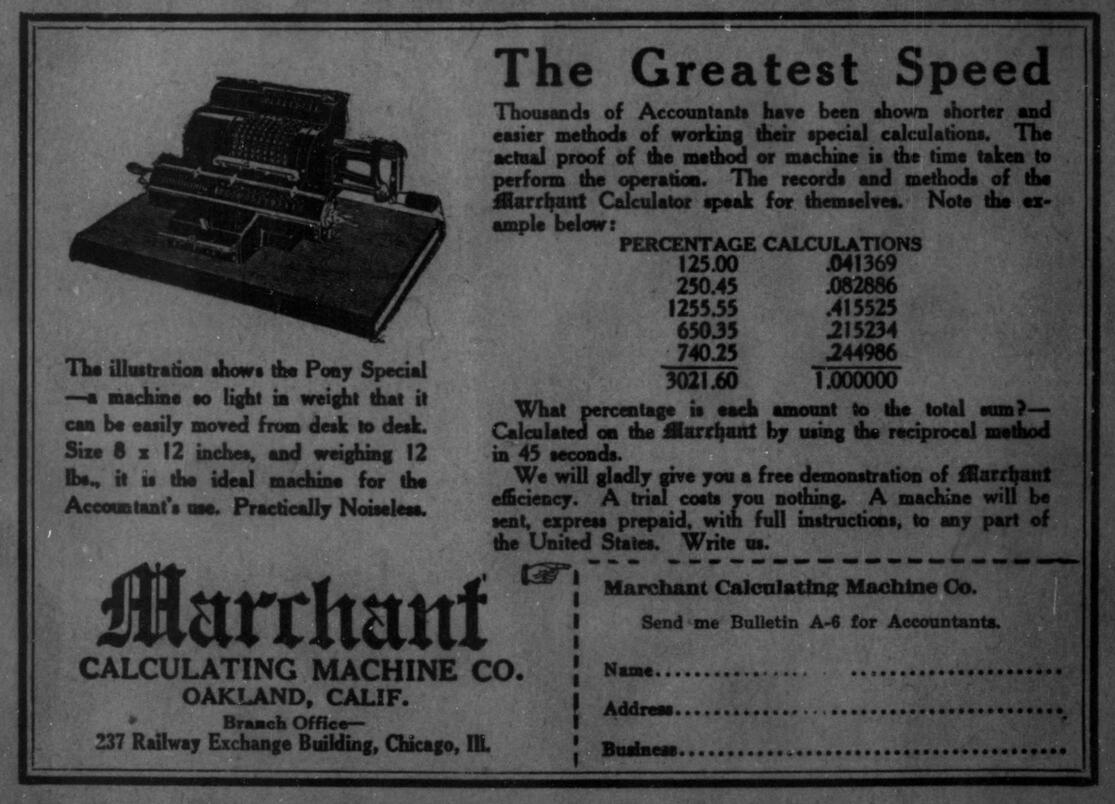 The Greatest Speed
Thousands of Accountants have been shown shorter and
easier methods of working their special calculations. The
actual proof of the method or machine is the time taken to
perform the operation. The records and methods of the
Marchant Calculator speak for themselves. Note the ex-
ample below:
PERCENTAGE CALCULATIONS
125.00 .041369
250.45 .082886
1255.55 .415525
650.35 .215234
740.25 .244986
3021.60 1.000000
What percentage is each amount to the total sum?—
Calculated on the Marchant by using the reciprocal method
in 45 seconds.
We will gladly give you a free demonstration of Marchant
efficiency. A trial costs you nothing. A machine will be
sent, express prepaid, with full instructions, to any part of
the United States. Write us.
The illustration shows the Pony Special
—a machine so light in weight that it
can be easily moved from desk to desk.
Size 8 x 12 inches, and weighing 12
lbs., it is the ideal machine for the
Accountant's use. Practically Noiseless.
Marchant
CALCULATING MACHINE CO.
OAKLAND, CALIF.
Branch Office—
237 Railway Exchange Building, Chicago, Ill.
Marchant Calculating Machine Co.
Send me Bulletin A-6 for Accountants.
Name
Address
Business